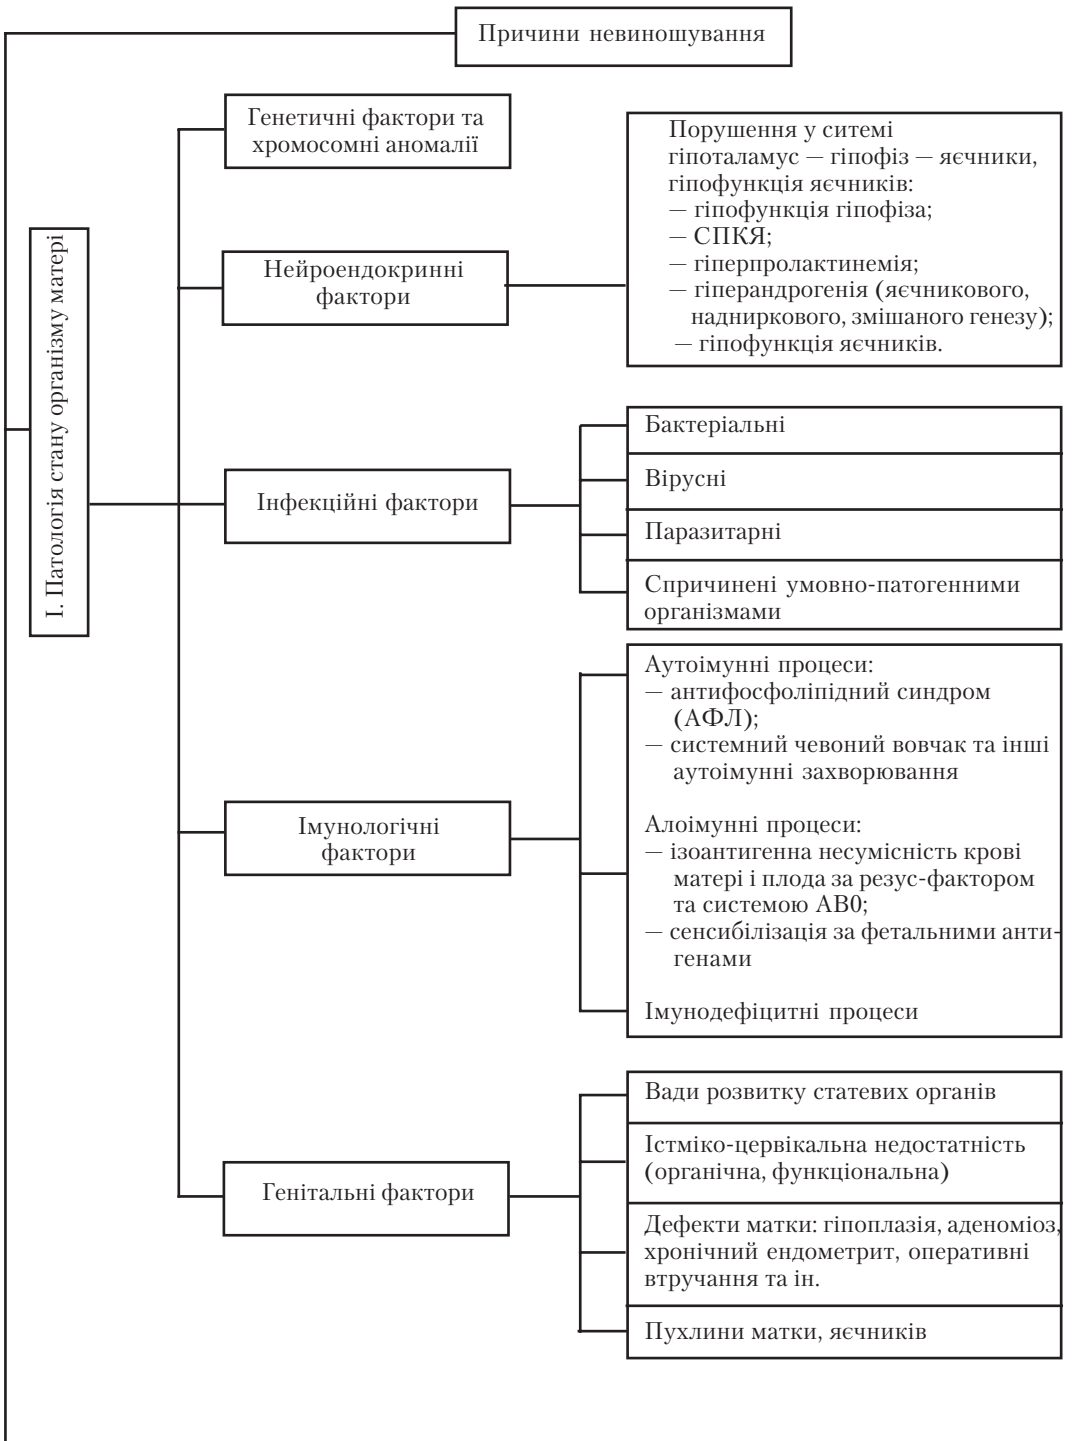 Причини невиношування
І. Патологія стану організму матері
Генетичні фактори та
хромосомні аномалії
Нейроендокринні
фактори
Порушення у ситемі
гіпоталамус — гіпофіз — яєчники,
гіпофункція яєчників:
— гіпофункція гіпофіза;
— СПКЯ;
— гіперпролактинемія;
— гіперандрогенія (яєчникового,
надниркового, змішаного генезу);
— гіпофункція яєчників.
Інфекційні фактори
Бактеріальні
Вірусні
Паразитарні
Спричинені умовно-патогенними
організмами
Імунологічні
фактори
Аутоімунні процеси:
— антифосфоліпідний синдром
(АФЛ);
— системний чевоний вовчак та інші
аутоімунні захворювання
Алоімунні процеси:
— ізоантигенна несумісність крові
матері і плода за резус-фактором
та системою АВ0;
— сенсибілізація за фетальними анти-
генами
Імунодефіцитні процеси
Генітальні фактори
Вади розвитку статевих органів
Істміко-цервікальна недостатність
(органічна, функціональна)
Дефекти матки: гіпоплазія, аденоміоз,
хронічний ендометрит, оперативні
втручання та ін.
Пухлини матки, яєчників